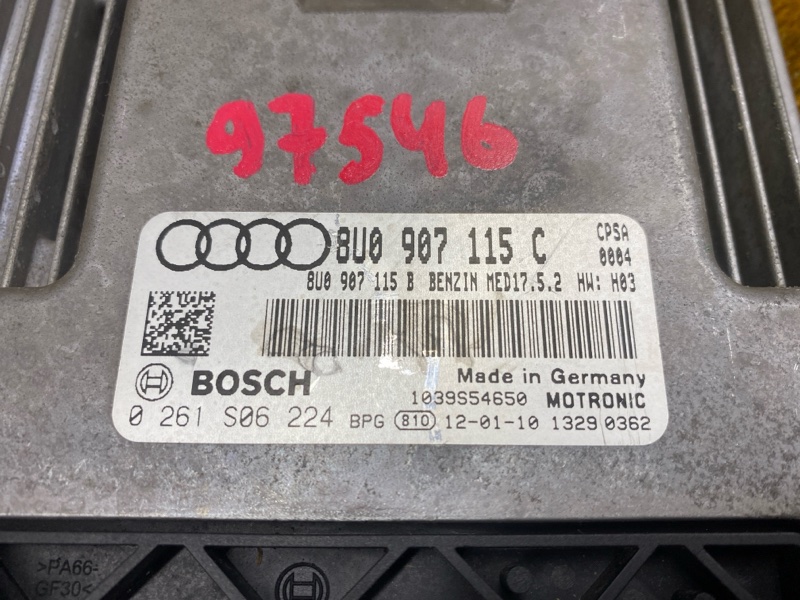 97546
8U0 907 115 C
CPSA
0004
8U0 907 115 B BENZIN MED17.5.2 HW: H03
BOSCH
Made in Germany
1039S54650 MOTRONIC
0 261 S06 224 BPG 810 12-01-10 1329 0362
>PA66-
GF30<